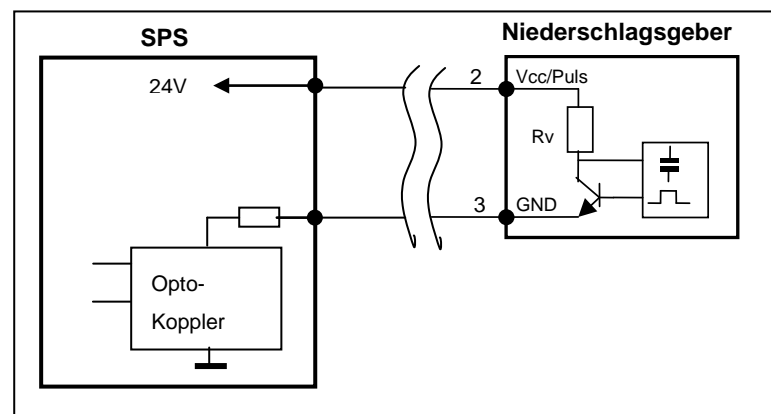 SPS
Niederschlagsgeber
24V
2
Vcc/Puls
Rv
3
GND
Opto-
Koppler